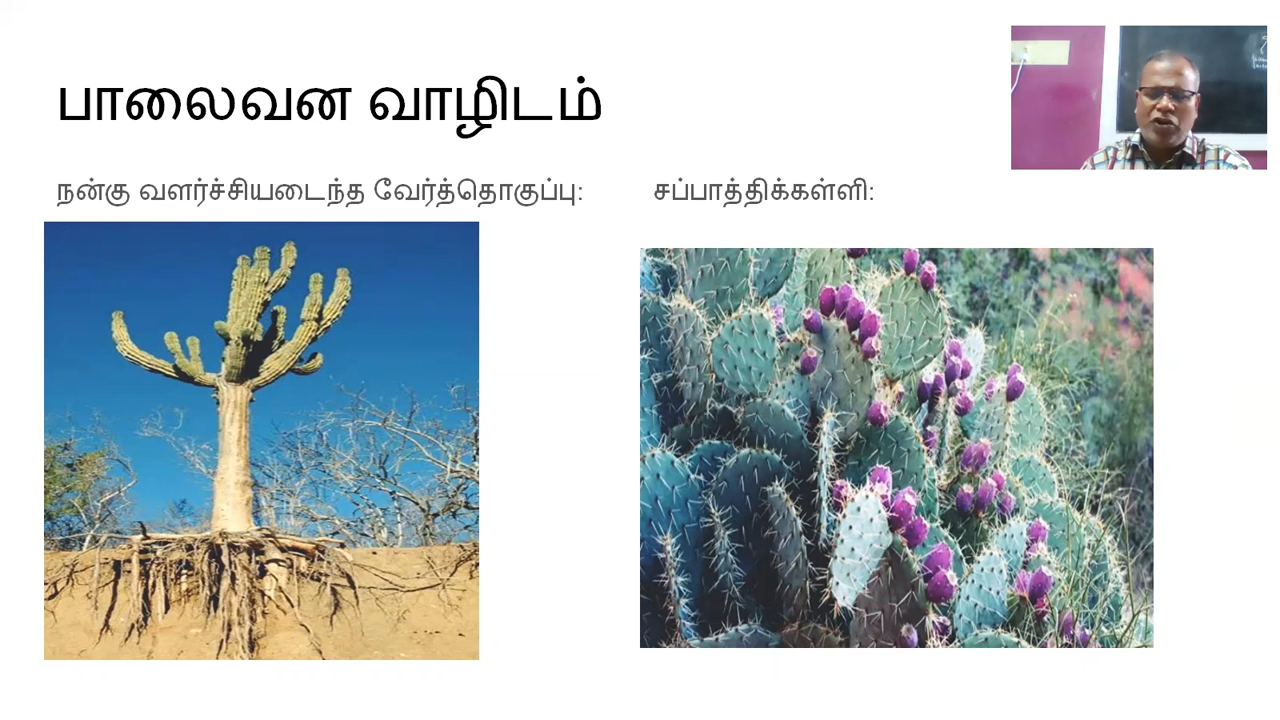 பாலைவன வாழிடம்
நன்கு வளர்ச்சியடைந்த வேர்த்தொகுப்பு:
சப்பாத்திக்கள்ளி: